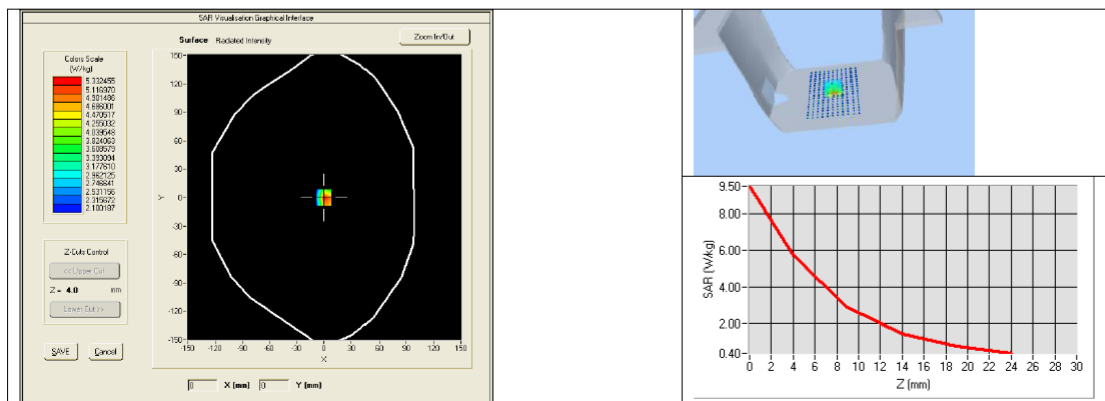 SAR Visualisation Graphical Interface
Surface Radiated Intensity
Zoom In/Out
Colors Scale
(W/kg)
5.332455
5.116970
4.901486
4.686001
4.470517
4.255032
4.039548
3.824063
3.608579
3.393094
3.177610
2.962125
2.746641
2.531156
2.315672
2.100187
Z-Cuts Control
<< Upper Cut
Z = 4.0 mm
Lower Cut >>
SAVE Cancel
150
120
90
60
30
Y
0
-30
-60
-90
-120
-150
-150 -120 -90 -60 -30 0 30 60 90 120 150
X
0 X (mm) 0 Y (mm)
9.50
8.00
6.00
4.00
2.00
0.40
SAR (W/kg)
0 2 4 6 8 10 12 14 16 18 20 22 24 26 28 30
Z (mm)